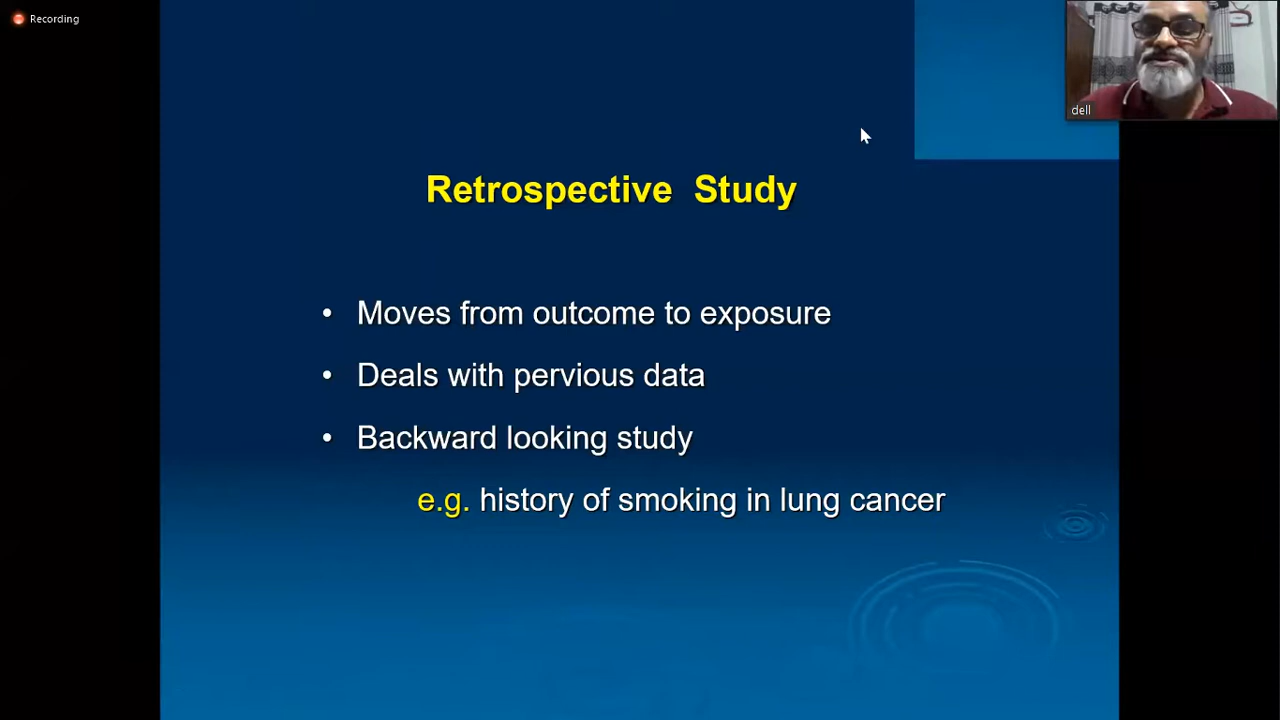 Recording
dell
Retrospective Study
• Moves from outcome to exposure
• Deals with pervious data
• Backward looking study
e.g. history of smoking in lung cancer